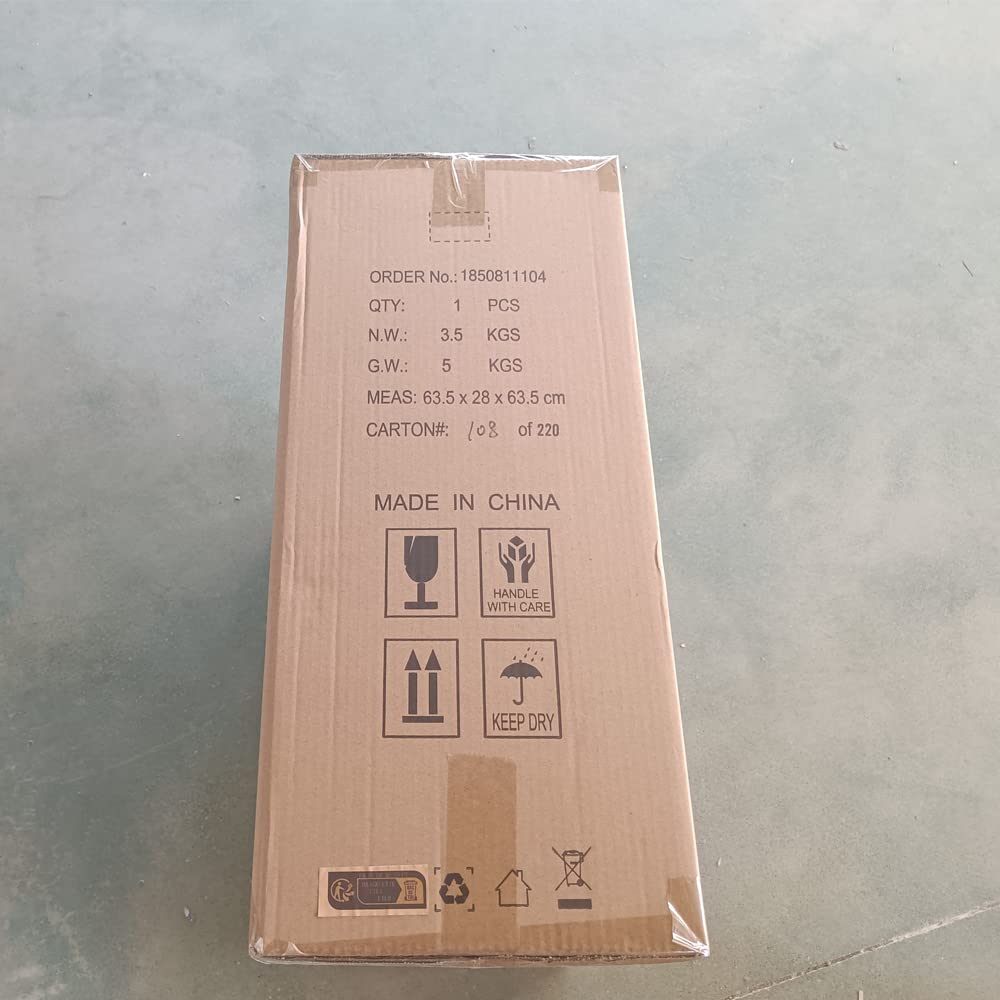 ORDER No.: 1850811104
QTY: 1 PCS
N.W.: 3.5 KGS
G.W.: 5 KGS
MEAS: 63.5 x 28 x 63.5 cm
CARTON#: 108 of 220
MADE IN CHINA
HANDLE
WITH CARE
KEEP DRY